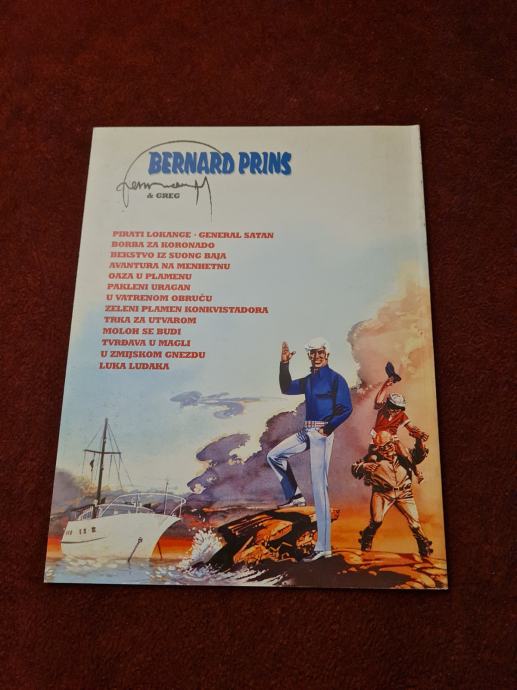 BERNARD PRINS
Hermann
& GREG
PIRATI LOKANGE · GENERAL SATAN
BORBA ZA KORONADO
BEKSTVO IZ SUONG BAJA
AVANTURA NA MENHETNU
OAZA U PLAMENU
PAKLENI URAGAN
U VATRENOM OBRUČU
ZELENI PLAMEN KONKVISTADORA
TRKA ZA UTVAROM
MOLOH SE BUDI
TVRĐAVA U MAGLI
U ZMIJSKOM GNEZDU
LUKA LUDAKA